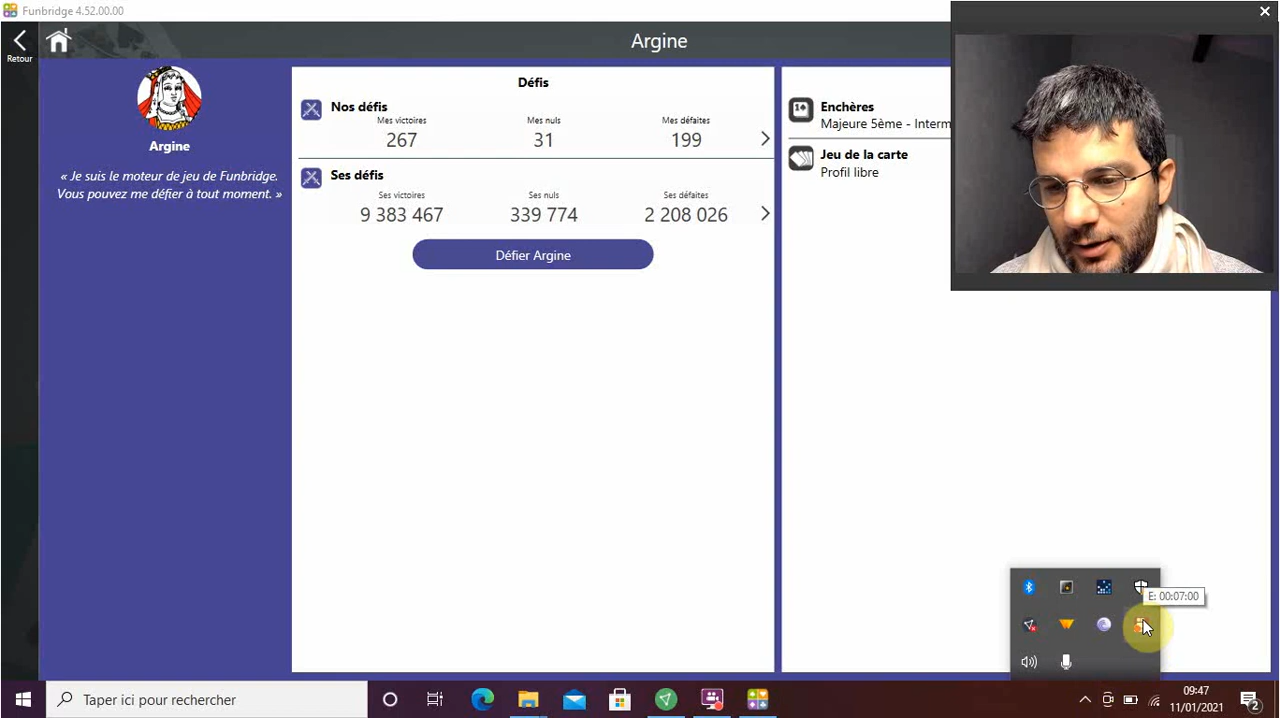 Funbridge 4.52.00.00
Retour
Argine
Argine
« Je suis le moteur de jeu de Funbridge.
Vous pouvez me défier à tout moment. »
Défis
Nos défis
Mes victoires Mes nuls Mes défaites
267 31 199
Ses défis
Ses victoires Ses nuls Ses défaites
9 383 467 339 774 2 208 026
Défier Argine
Enchères
Majeure 5ème - Interm
Jeu de la carte
Profil libre
E: 00:07:00
Taper ici pour rechercher
09:47
11/01/2021
2